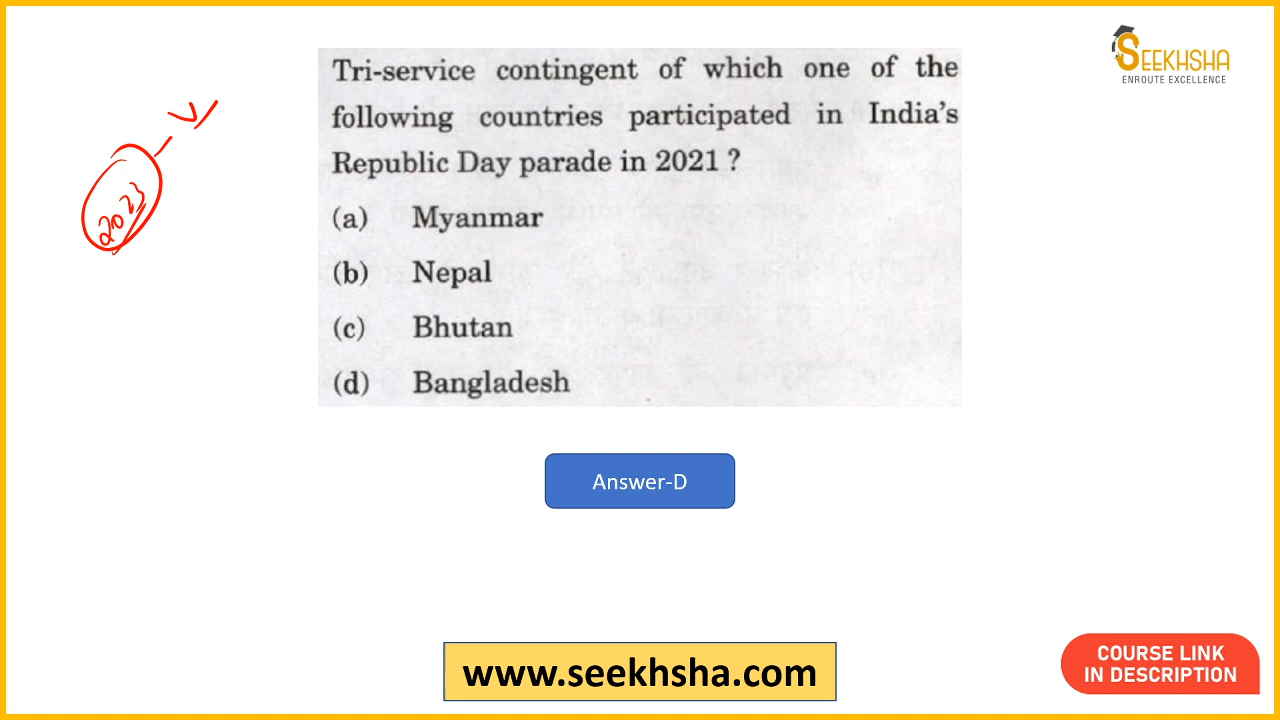 SEEKHSHA
ENROUTE EXCELLENCE
Tri-service contingent of which one of the
following countries participated in India's
Republic Day parade in 2021 ?
(a) Myanmar
(b) Nepal
(c) Bhutan
(d) Bangladesh
2023
Answer-D
www.seekhsha.com
COURSE LINK
IN DESCRIPTION